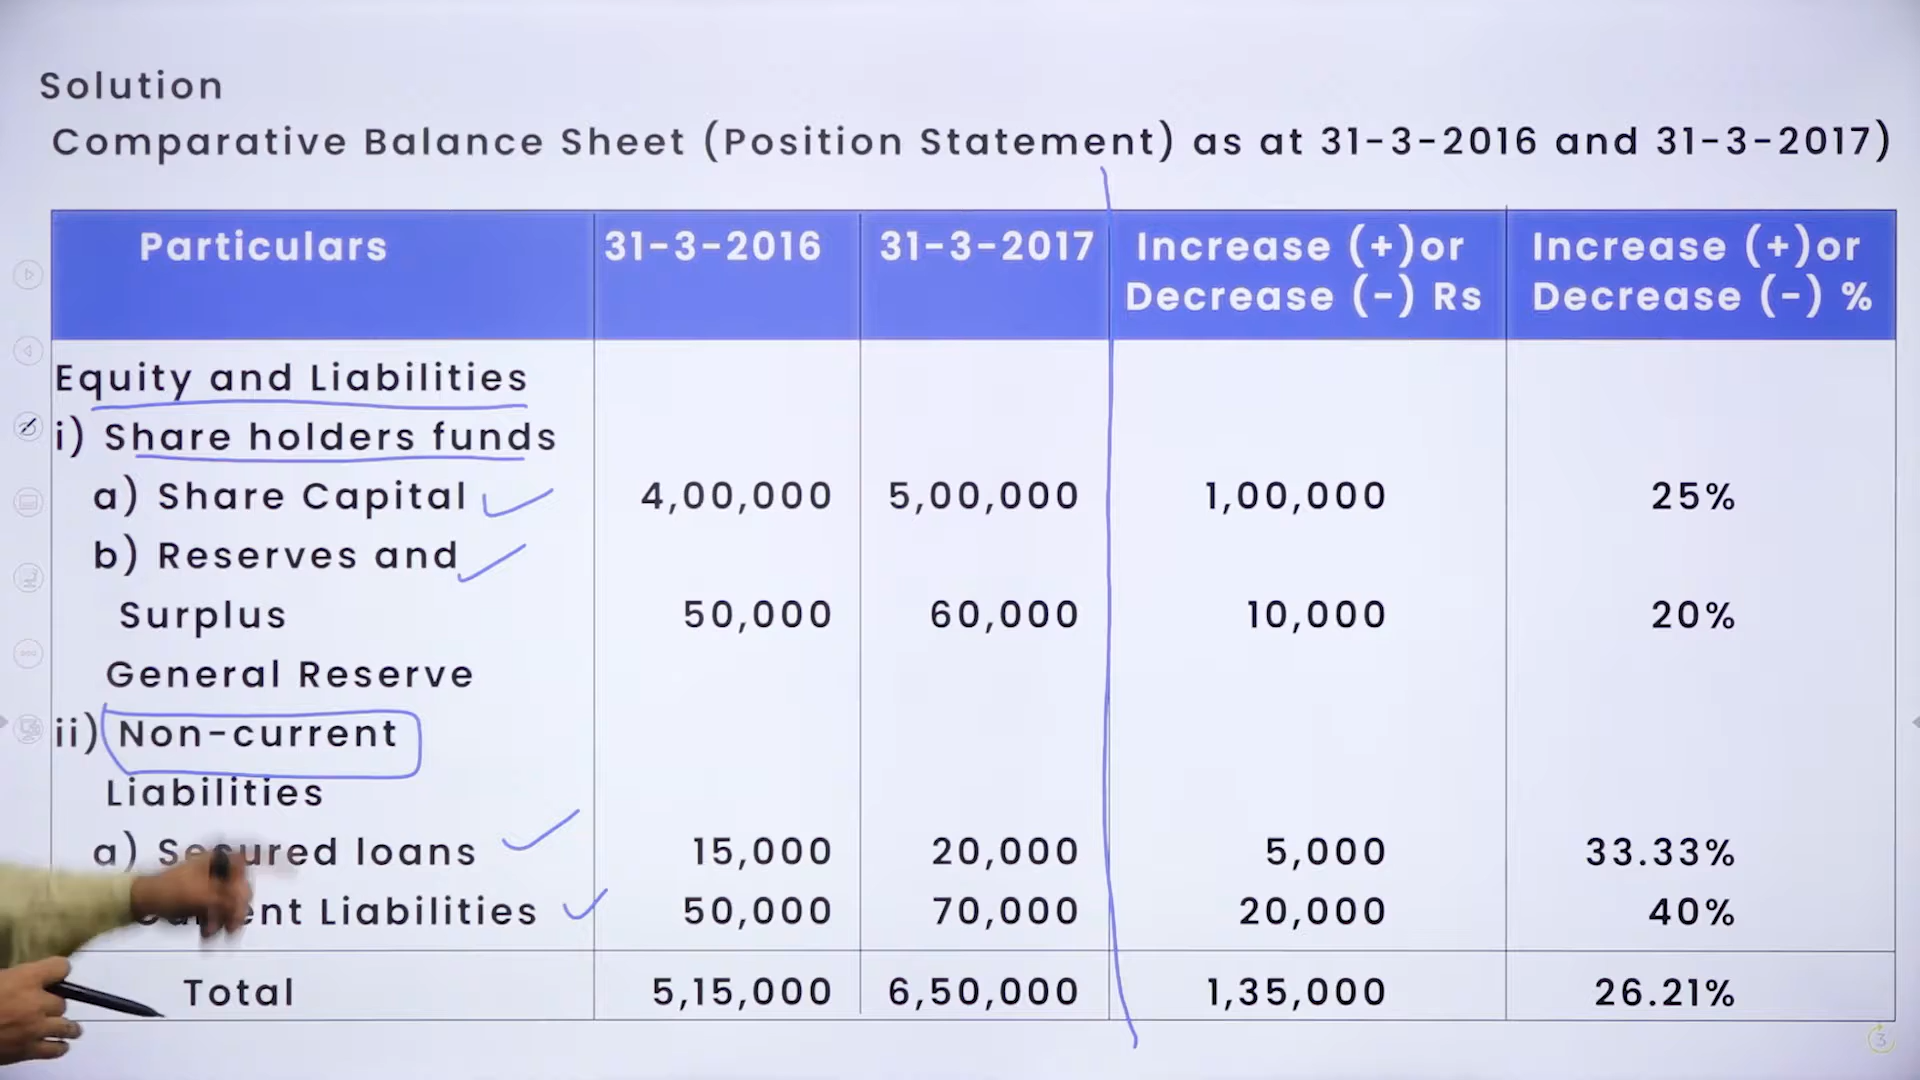 Solution
Comparative Balance Sheet (Position Statement) as at 31-3-2016 and 31-3-2017)
Particulars 31-3-2016 31-3-2017 Increase (+)or Decrease (-) Rs Increase (+)or Decrease (-) %
Equity and Liabilities
i) Share holders funds
a) Share Capital 4,00,000 5,00,000 1,00,000 25%
b) Reserves and
Surplus 50,000 60,000 10,000 20%
General Reserve
ii) Non-current
Liabilities
a) Secured loans 15,000 20,000 5,000 33.33%
Liabilities 50,000 70,000 20,000 40%
Total 5,15,000 6,50,000 1,35,000 26.21%
3